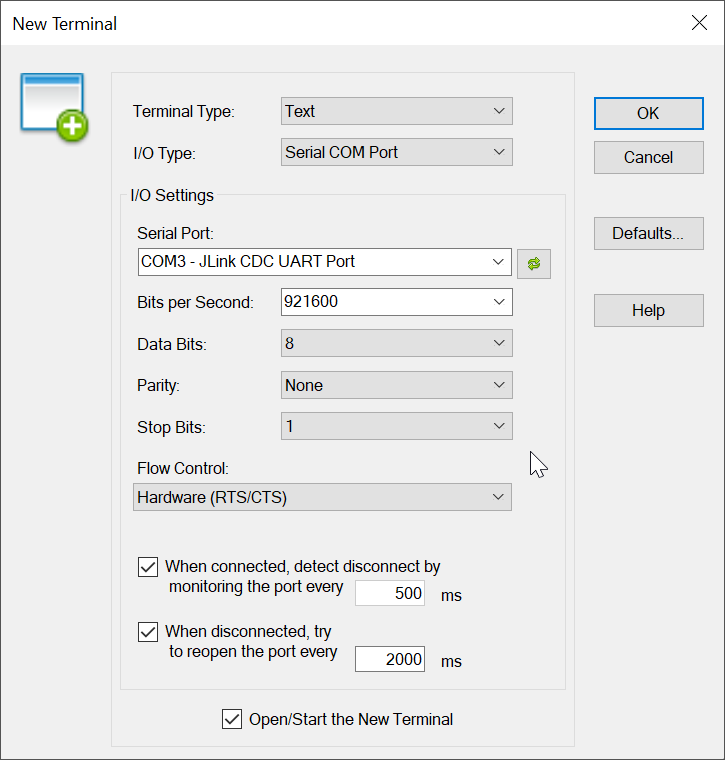 New Terminal
Terminal Type: Text
I/O Type: Serial COM Port
I/O Settings
Serial Port:
COM3 - JLink CDC UART Port
Bits per Second: 921600
Data Bits: 8
Parity: None
Stop Bits: 1
Flow Control:
Hardware (RTS/CTS)
When connected, detect disconnect by
monitoring the port every 500 ms
When disconnected, try
to reopen the port every 2000 ms
Open/Start the New Terminal
OK
Cancel
Defaults...
Help